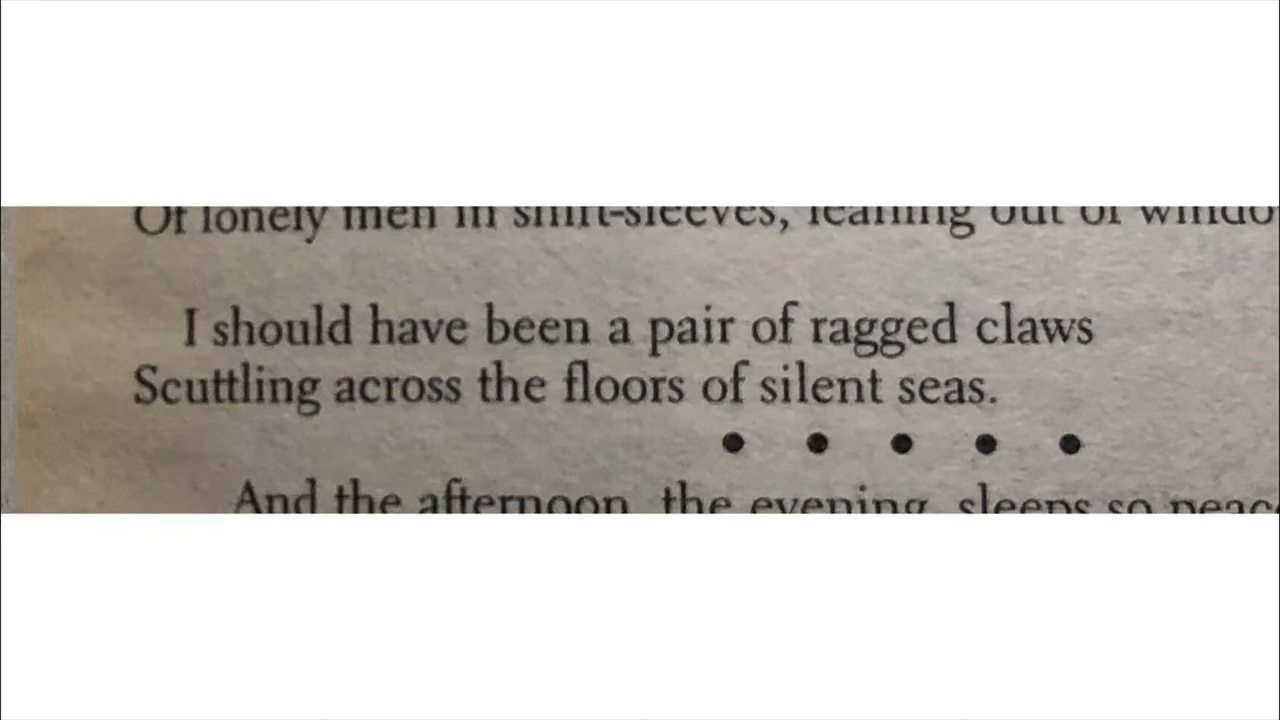 Of lonely men in shirt-sleeves, leaning out of windo
I should have been a pair of ragged claws
Scuttling across the floors of silent seas.
• • • • •
And the afternoon, the evening, sleeps so peac